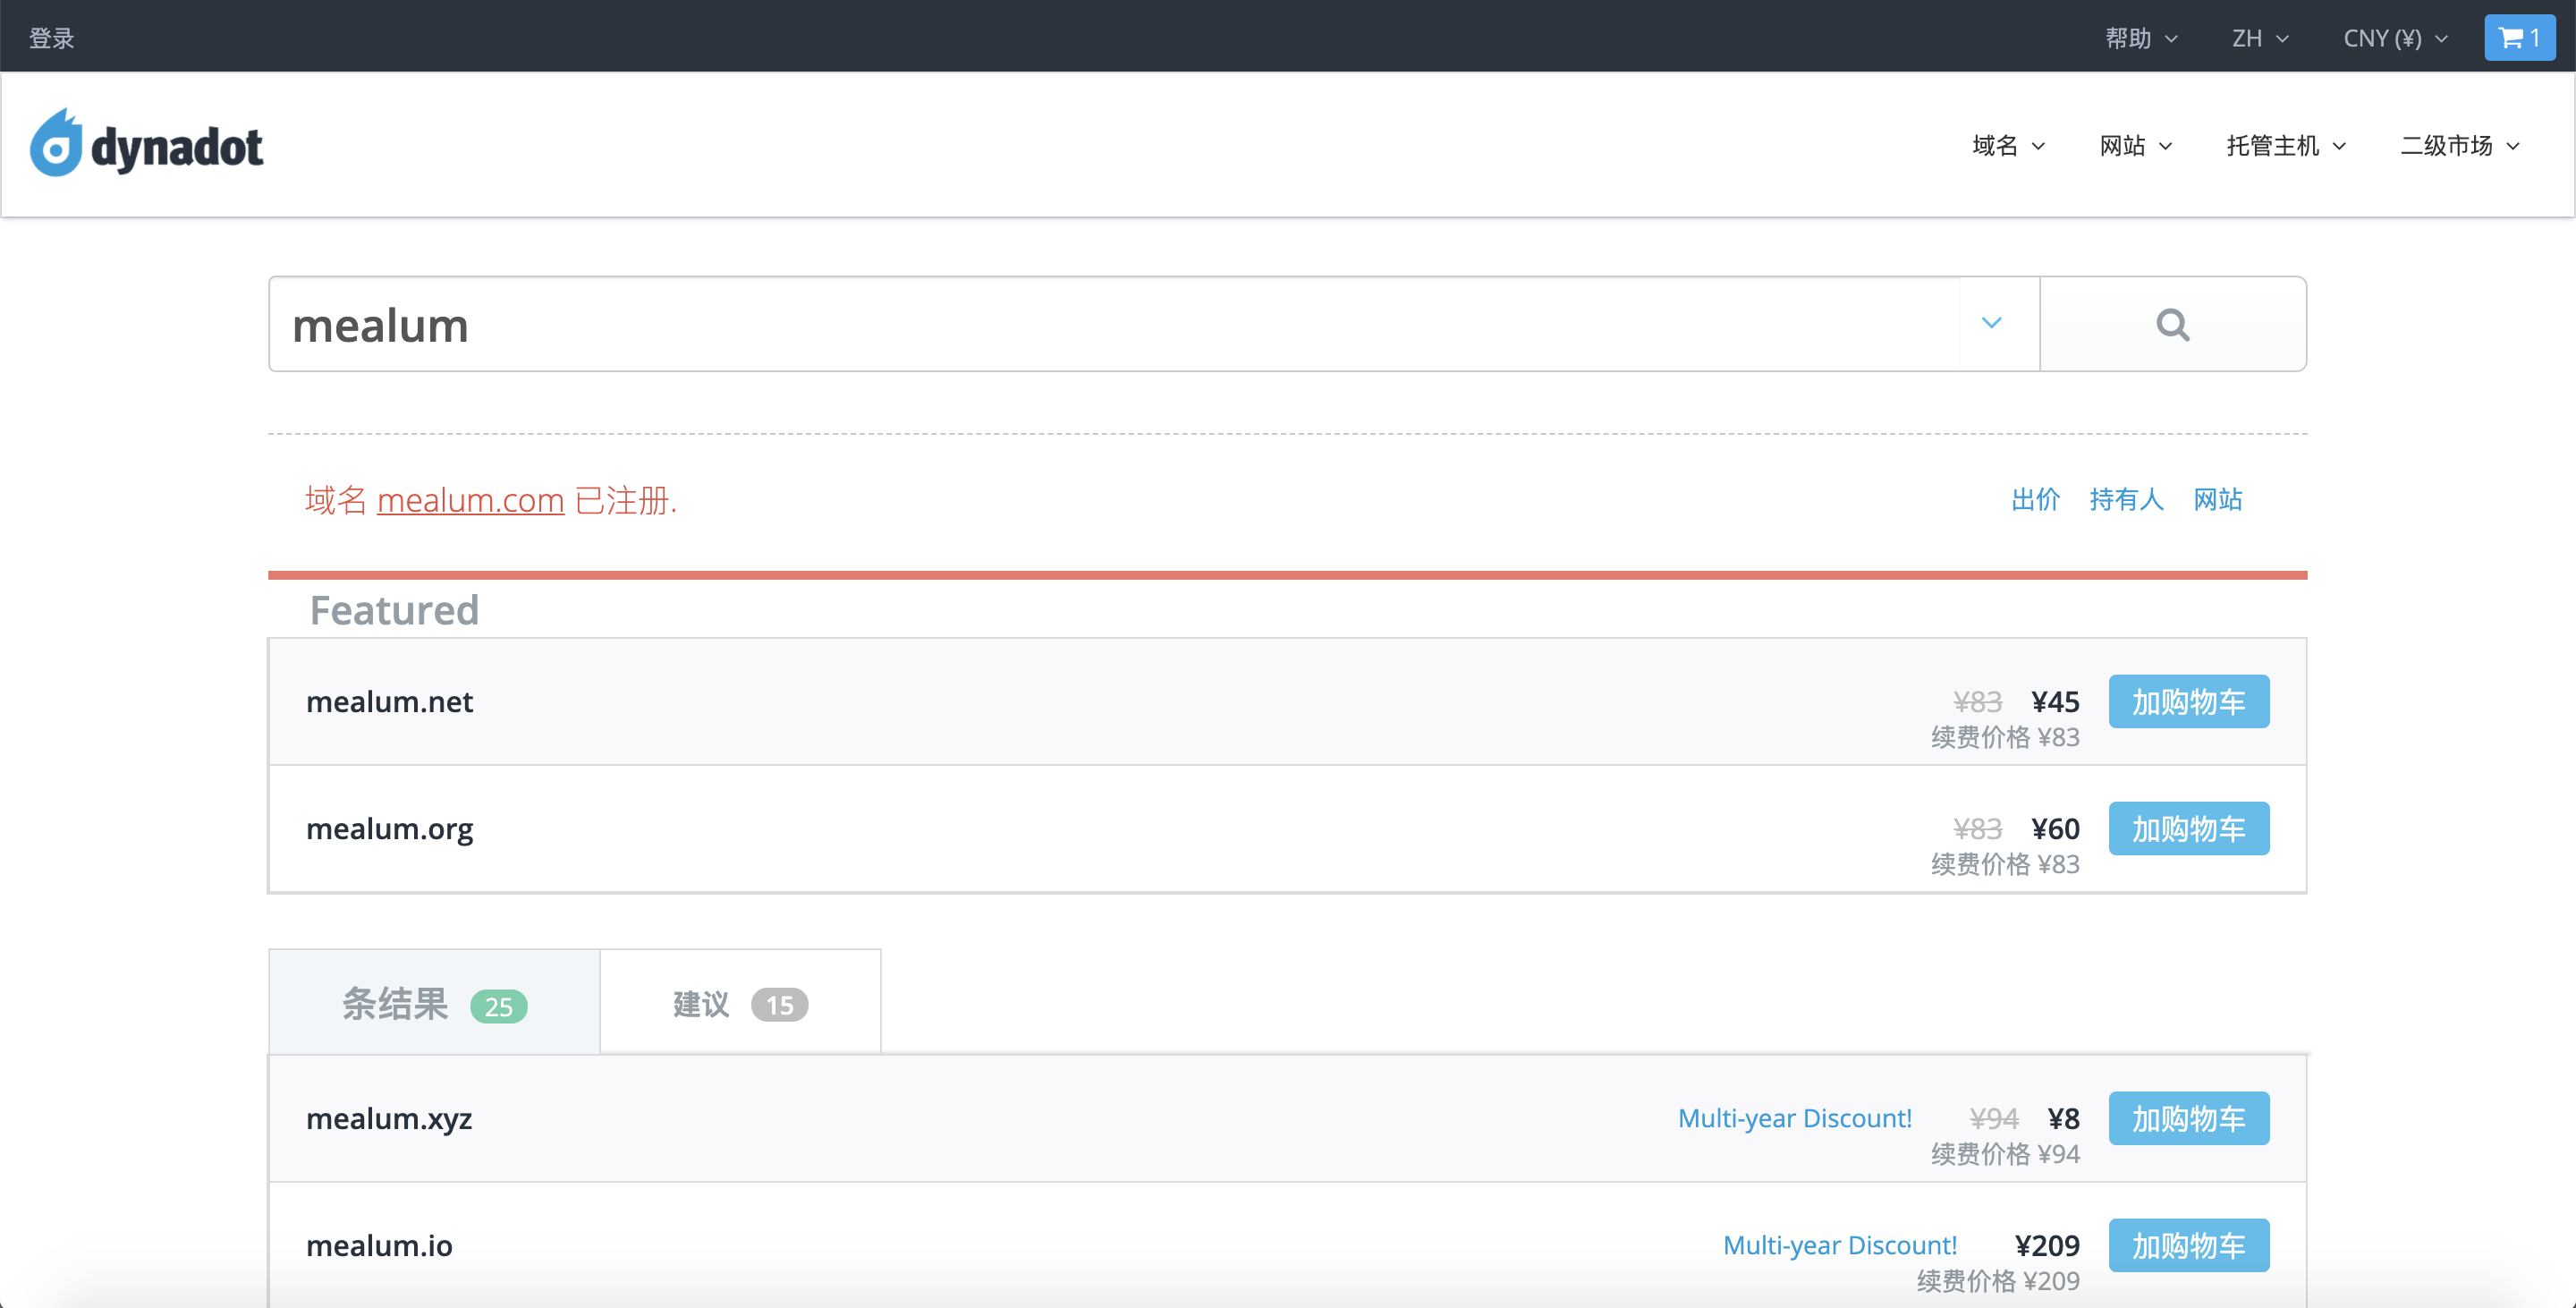 登录 帮助 ZH CNY (¥) 1
dynadot 域名 网站 托管主机 二级市场
mealum
域名 mealum.com 已注册. 出价 持有人 网站
Featured
mealum.net ¥83 ¥45 加购物车
续费价格 ¥83
mealum.org ¥83 ¥60 加购物车
续费价格 ¥83
条结果 25 建议 15
mealum.xyz Multi-year Discount! ¥94 ¥8 加购物车
续费价格 ¥94
mealum.io Multi-year Discount! ¥209 加购物车
续费价格 ¥209